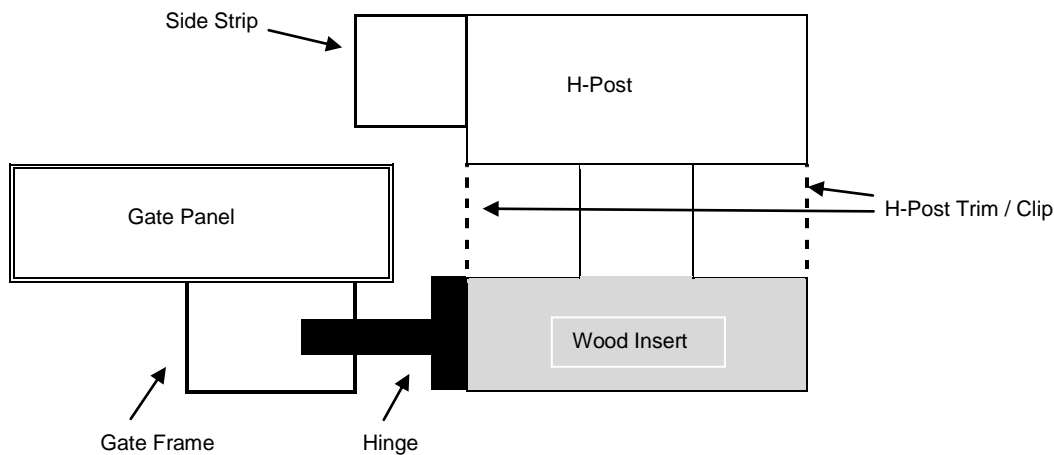 Side Strip
H-Post
Gate Panel
H-Post Trim / Clip
Wood Insert
Gate Frame
Hinge